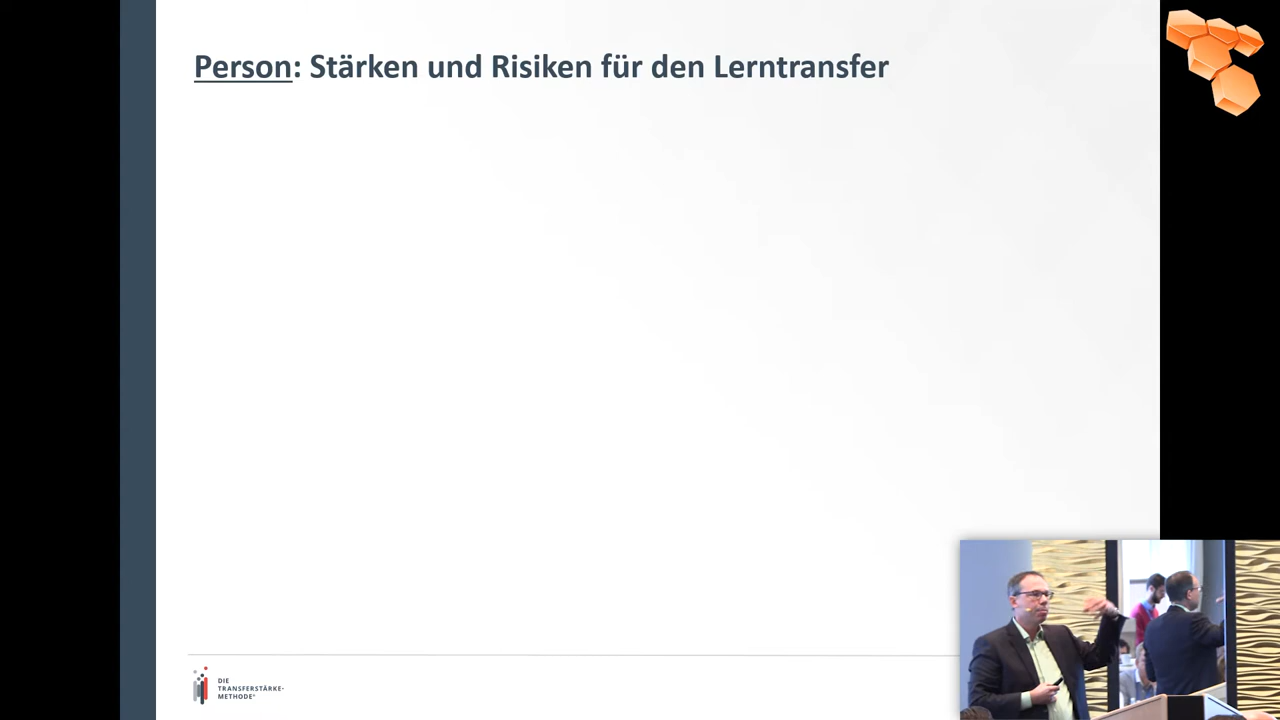 Person: Stärken und Risiken für den Lerntransfer
DIE
TRANSFERSTÄRKE-
METHODE®